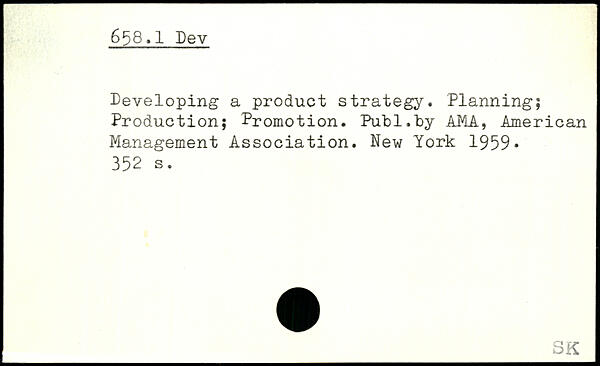 658.1 Dev
Developing a product strategy. Planning;
Production; Promotion. Publ.by AMA, American
Management Association. New York 1959.
352 s.
SK